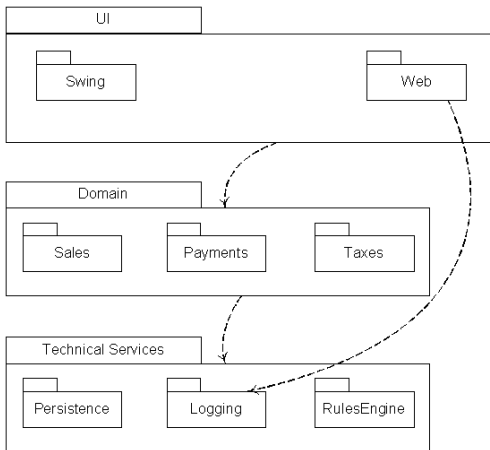 UI
Swing
Web
Domain
Sales
Payments
Taxes
Technical Services
Persistence
Logging
RulesEngine